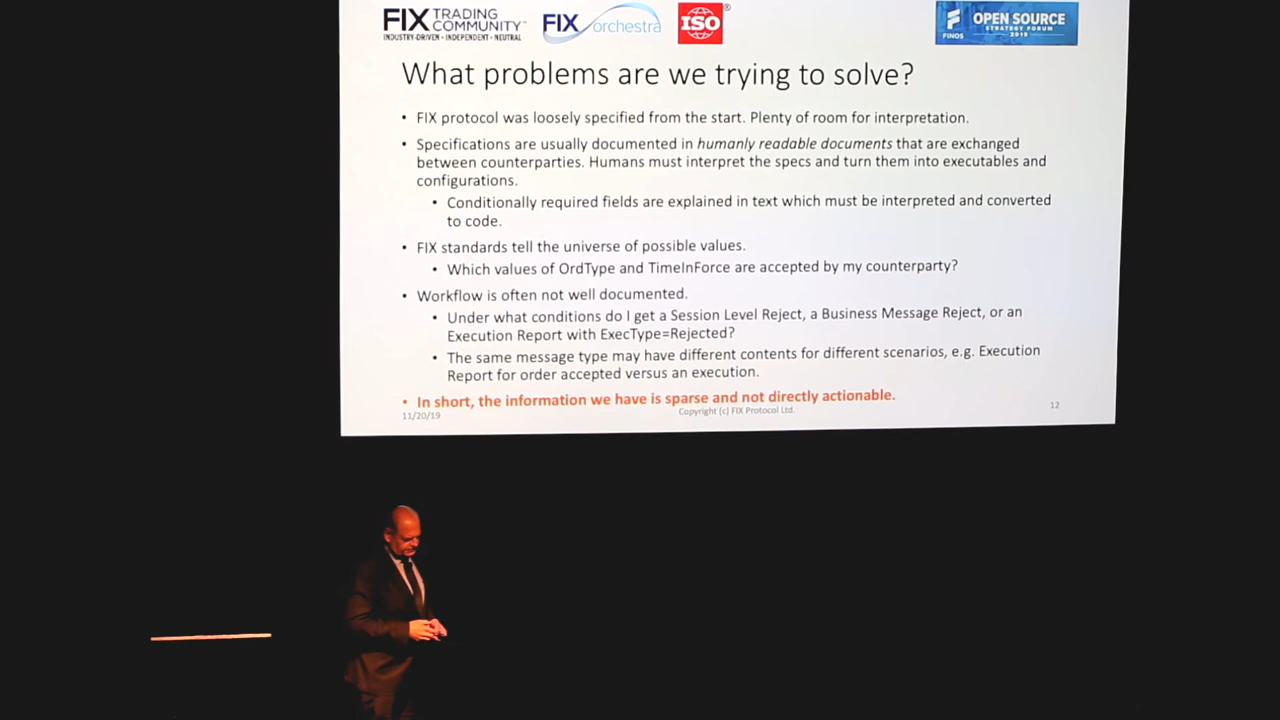 FIX TRADING COMMUNITY™
INDUSTRY-DRIVEN • INDEPENDENT • NEUTRAL
FIX orchestra
ISO®
FINOS
OPEN SOURCE
STRATEGY FORUM
2019
What problems are we trying to solve?
• FIX protocol was loosely specified from the start. Plenty of room for interpretation.
• Specifications are usually documented in humanly readable documents that are exchanged
between counterparties. Humans must interpret the specs and turn them into executables and
configurations.
• Conditionally required fields are explained in text which must be interpreted and converted
to code.
• FIX standards tell the universe of possible values.
• Which values of OrdType and TimeInForce are accepted by my counterparty?
• Workflow is often not well documented.
• Under what conditions do I get a Session Level Reject, a Business Message Reject, or an
Execution Report with ExecType=Rejected?
• The same message type may have different contents for different scenarios, e.g. Execution
Report for order accepted versus an execution.
• In short, the information we have is sparse and not directly actionable.
11/20/19
Copyright (c) FIX Protocol Ltd.
12